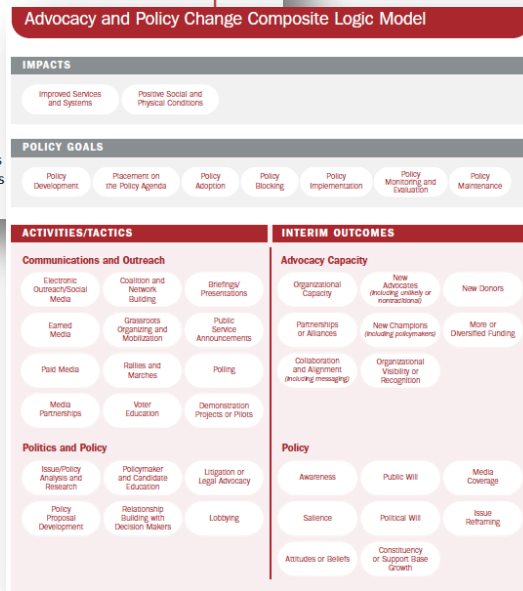 Advocacy and Policy Change Composite Logic Model
IMPACTS
Improved Services
and Systems
Positive Social and
Physical Conditions
POLICY GOALS
Policy
Development
Placement on
the Policy Agenda
Policy
Adoption
Policy
Blocking
Policy
Implementation
Policy
Monitoring and
Evaluation
Policy
Maintenance
ACTIVITIES/TACTICS
Communications and Outreach
Electronic
Outreach/Social
Media
Coalition and
Network
Building
Briefings/
Presentations
Earned
Media
Grassroots
Organizing and
Mobilization
Public
Service
Announcements
Paid Media
Rallies and
Marches
Polling
Media
Partnerships
Voter
Education
Demonstration
Projects or Pilots
Politics and Policy
Issue/Policy
Analysis and
Research
Policymaker
and Candidate
Education
Litigation or
Legal Advocacy
Policy
Proposal
Development
Relationship
Building with
Decision Makers
Lobbying
INTERIM OUTCOMES
Advocacy Capacity
Organizational
Capacity
New
Advocates
(including unlikely or
nontraditional)
New Donors
Partnerships
or Alliances
New Champions
(including policymakers)
More or
Diversified Funding
Collaboration
and Alignment
(including messaging)
Organizational
Visibility or
Recognition
Policy
Awareness
Public Will
Media
Coverage
Salience
Political Will
Issue
Reframing
Attitudes or Beliefs
Constituency
or Support Base
Growth